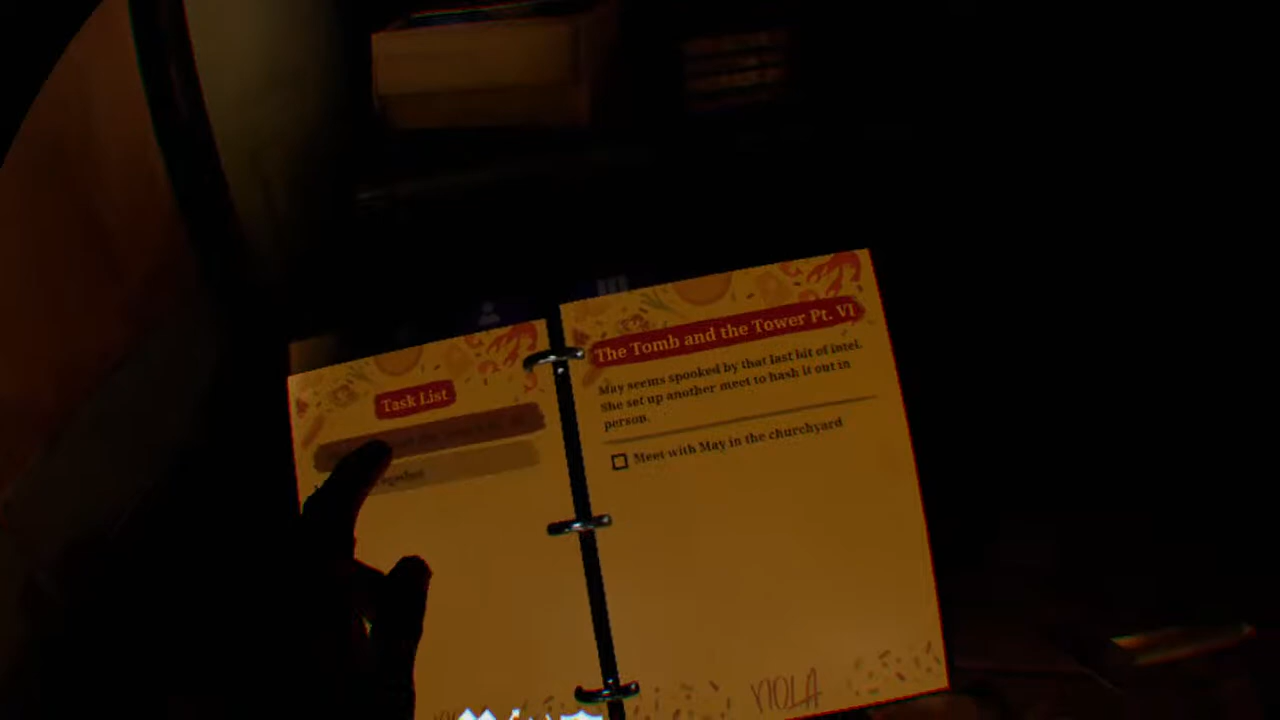 Task List
The Tomb and the Tower Pt. VI
May seems spooked by that last bit of intel.
She set up another meet to hash it out in
person.
Meet with May in the churchyard
VIOLA